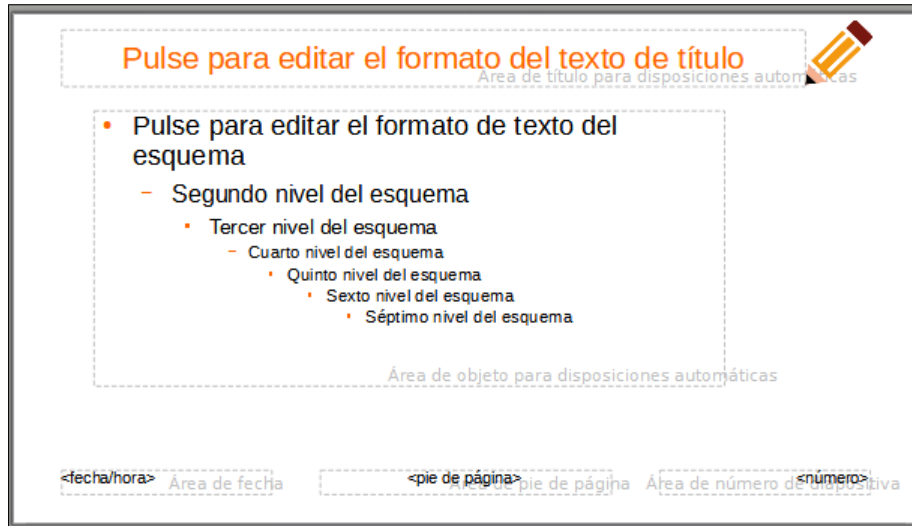 Pulse para editar el formato del texto de título
Área de título para disposiciones automáticas
• Pulse para editar el formato de texto del
esquema
– Segundo nivel del esquema
▪ Tercer nivel del esquema
– Cuarto nivel del esquema
▪ Quinto nivel del esquema
▪ Sexto nivel del esquema
▪ Séptimo nivel del esquema
Área de objeto para disposiciones automáticas
<fecha/hora> Área de fecha <pie de página> Área de pie de página Área de número de diapositiva <número>